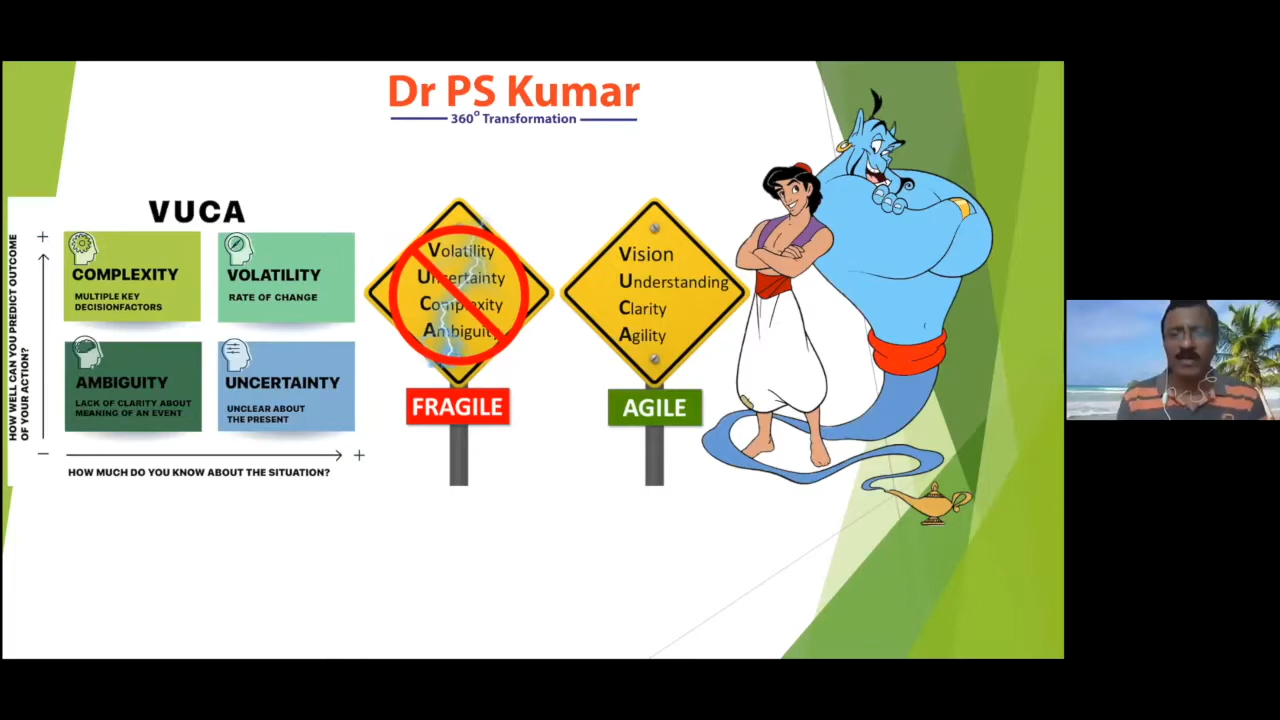 Dr PS Kumar
360° Transformation
VUCA
HOW WELL CAN YOU PREDICT OUTCOME
OF YOUR ACTION?
+
COMPLEXITY
MULTIPLE KEY
DECISIONFACTORS
VOLATILITY
RATE OF CHANGE
AMBIGUITY
LACK OF CLARITY ABOUT
MEANING OF AN EVENT
UNCERTAINTY
UNCLEAR ABOUT
THE PRESENT
−
+
HOW MUCH DO YOU KNOW ABOUT THE SITUATION?
Volatility
Uncertainty
Complexity
Ambiguity
FRAGILE
Vision
Understanding
Clarity
Agility
AGILE